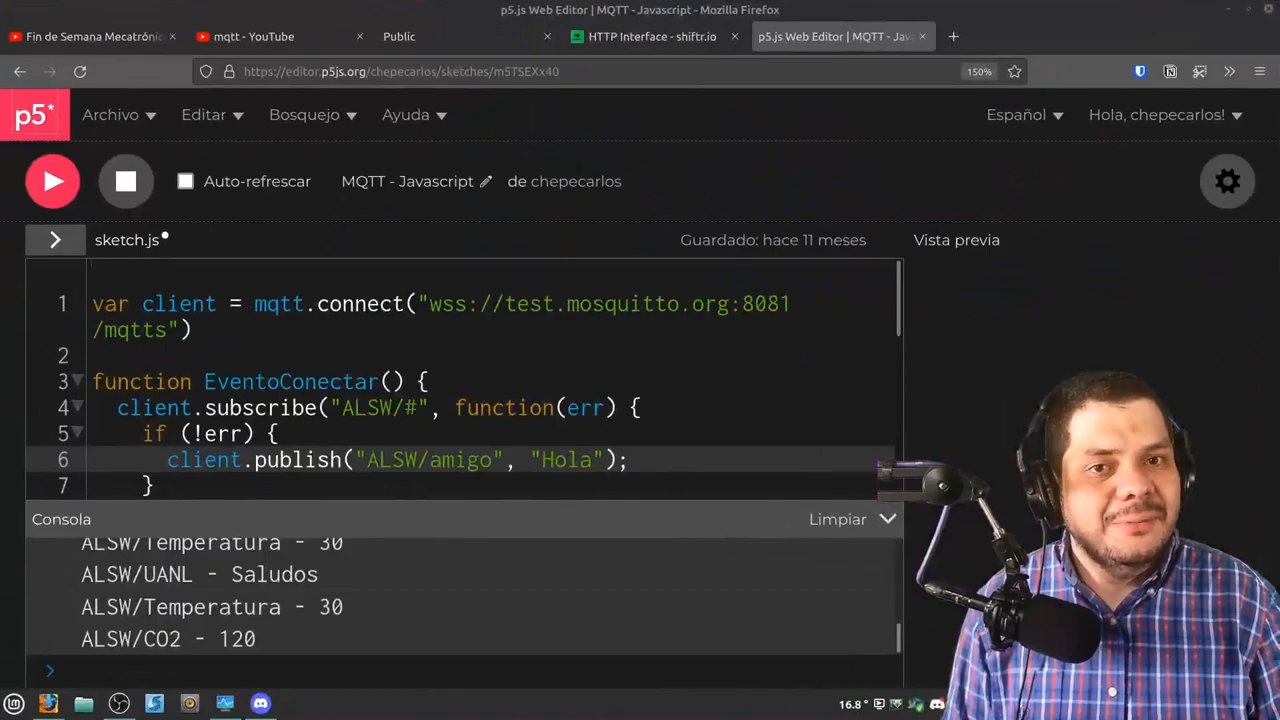 p5.js Web Editor | MQTT - Javascript - Mozilla Firefox
Fin de Semana Mecatróni
mqtt - YouTube
Public
HTTP Interface - shiftr.io
p5.js Web Editor | MQTT - Jav
https://editor.p5js.org/chepecarlos/sketches/m5TSEXx40
150%
p5*
Archivo
Editar
Bosquejo
Ayuda
Español
Hola, chepecarlos!
Auto-refrescar
MQTT - Javascript
de chepecarlos
sketch.js
Guardado: hace 11 meses
Vista previa
1 var client = mqtt.connect("wss://test.mosquitto.org:8081
/mqtts")
2
3 function EventoConectar() {
4 client.subscribe("ALSW/#", function(err) {
5 if (!err) {
6 client.publish("ALSW/amigo", "Hola");
7 }
Consola
Limpiar
ALSW/Temperatura - 30
ALSW/UANL - Saludos
ALSW/Temperatura - 30
ALSW/CO2 - 120
16.8°